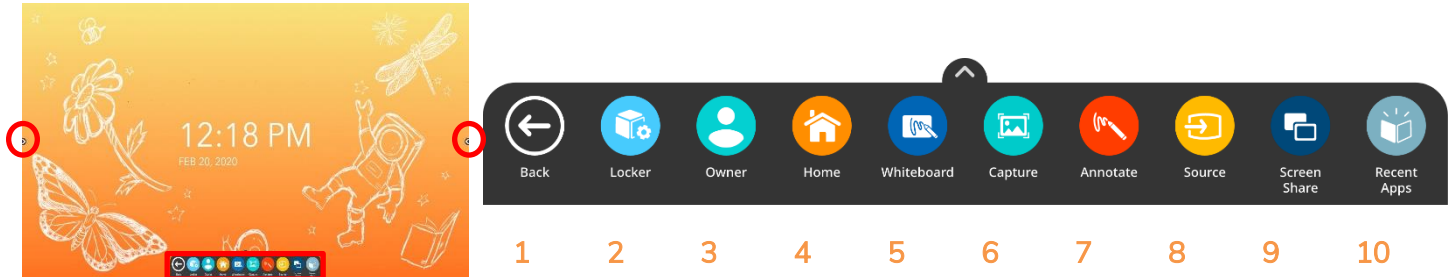 12:18 PM
FEB 20, 2020
Back Locker Owner Home Whiteboard Capture Annotate Source Screen Share Recent Apps
1 2 3 4 5 6 7 8 9 10